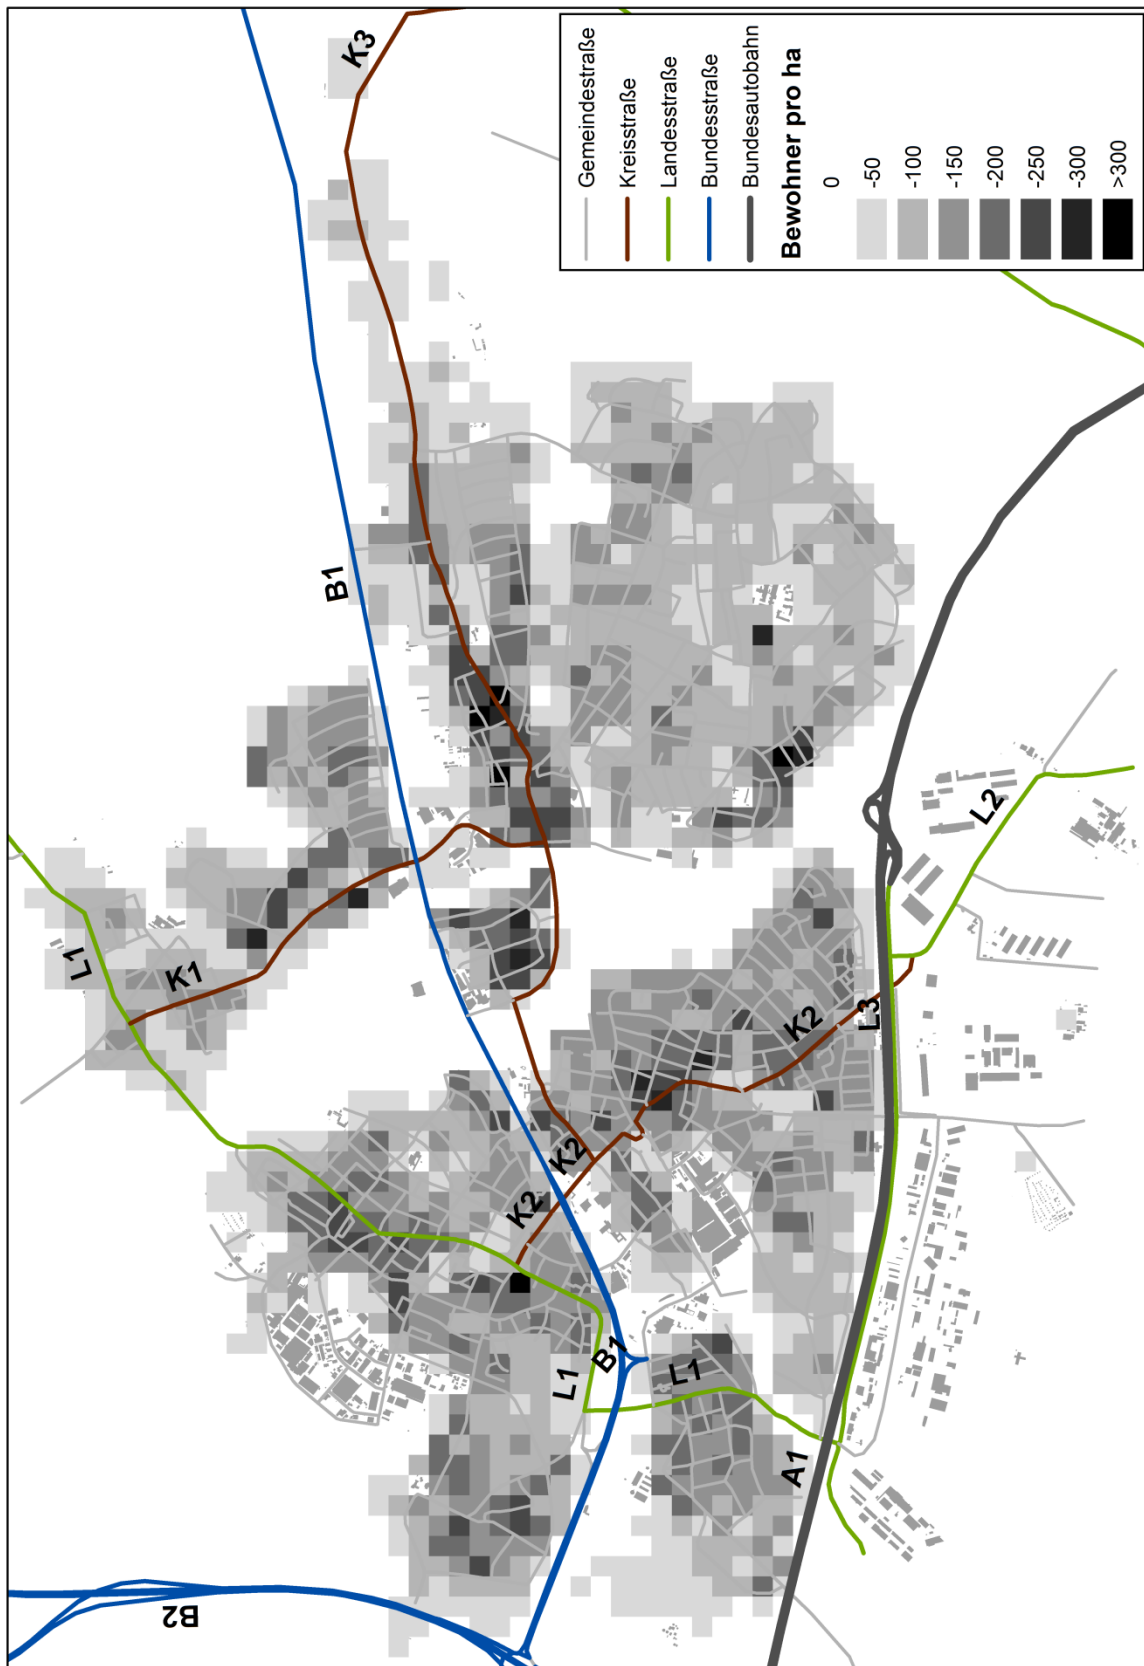 K3
L1
K1
B1
K2
K2
K2
L3
L2
L1
B1
L1
A1
B2
Gemeindestraße
Kreisstraße
Landesstraße
Bundesstraße
Bundesautobahn
Bewohner pro ha
0
-50
-100
-150
-200
-250
-300
>300